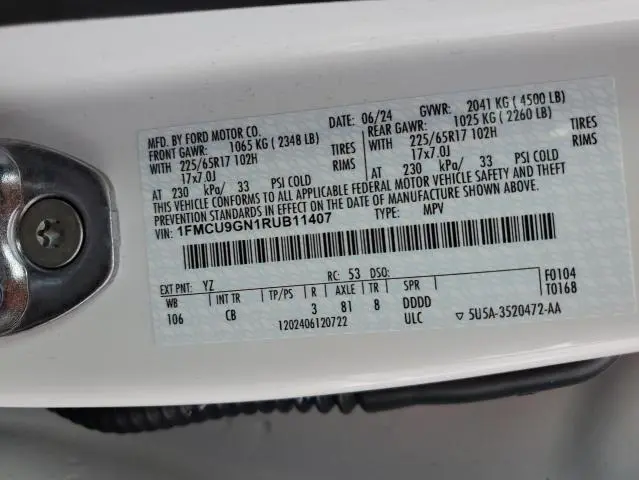 MFD. BY FORD MOTOR CO. DATE: 06/24 GVWR: 2041 KG ( 4500 LB)
FRONT GAWR: 1065 KG ( 2348 LB) REAR GAWR: 1025 KG ( 2260 LB)
WITH 225/65R17 102H TIRES WITH 225/65R17 102H TIRES
17x7.0J RIMS 17x7.0J RIMS
AT 230 kPa/ 33 PSI COLD AT 230 kPa/ 33 PSI COLD
THIS VEHICLE CONFORMS TO ALL APPLICABLE FEDERAL MOTOR VEHICLE SAFETY AND THEFT
PREVENTION STANDARDS IN EFFECT ON THE DATE OF MANUFACTURE SHOWN ABOVE.
VIN: 1FMCU9GN1RUB11407 TYPE: MPV
EXT PNT: YZ RC: 53 DSO: F0104
WB INT TR TP/PS R AXLE TR SPR T0168
106 CB 3 81 8 DDDD
1202406120722 ULC ▽ 5U5A-3520472-AA